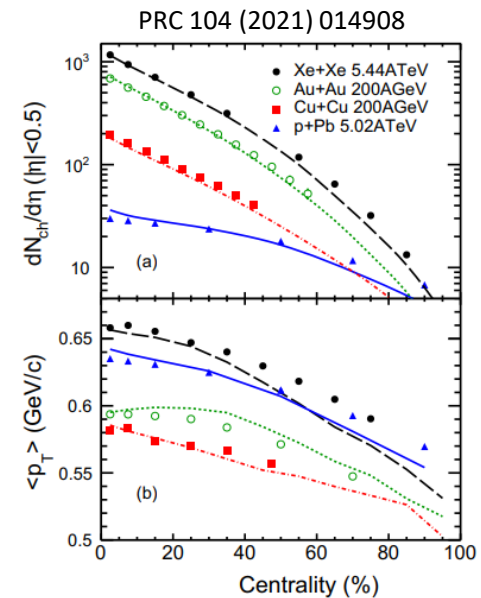 PRC 104 (2021) 014908
dN_ch/dη (|η|<0.5)
10³
10²
10
Xe+Xe 5.44ATeV
Au+Au 200AGeV
Cu+Cu 200AGeV
p+Pb 5.02ATeV
(a)
<p_T> (GeV/c)
0.65
0.6
0.55
0.5
(b)
0 20 40 60 80 100
Centrality (%)